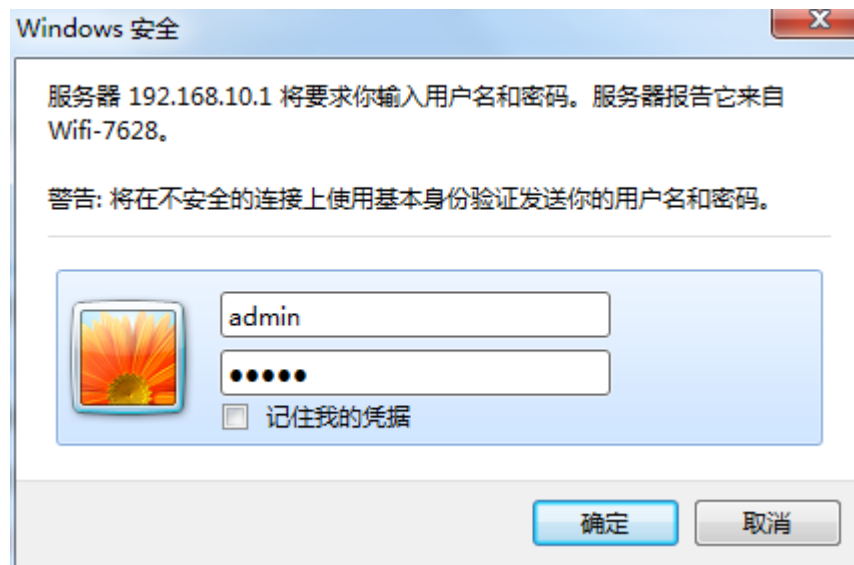 Windows 安全
服务器 192.168.10.1 将要求你输入用户名和密码。服务器报告它来自
Wifi-7628。
警告: 将在不安全的连接上使用基本身份验证发送你的用户名和密码。
admin
●●●●●
记住我的凭据
确定
取消